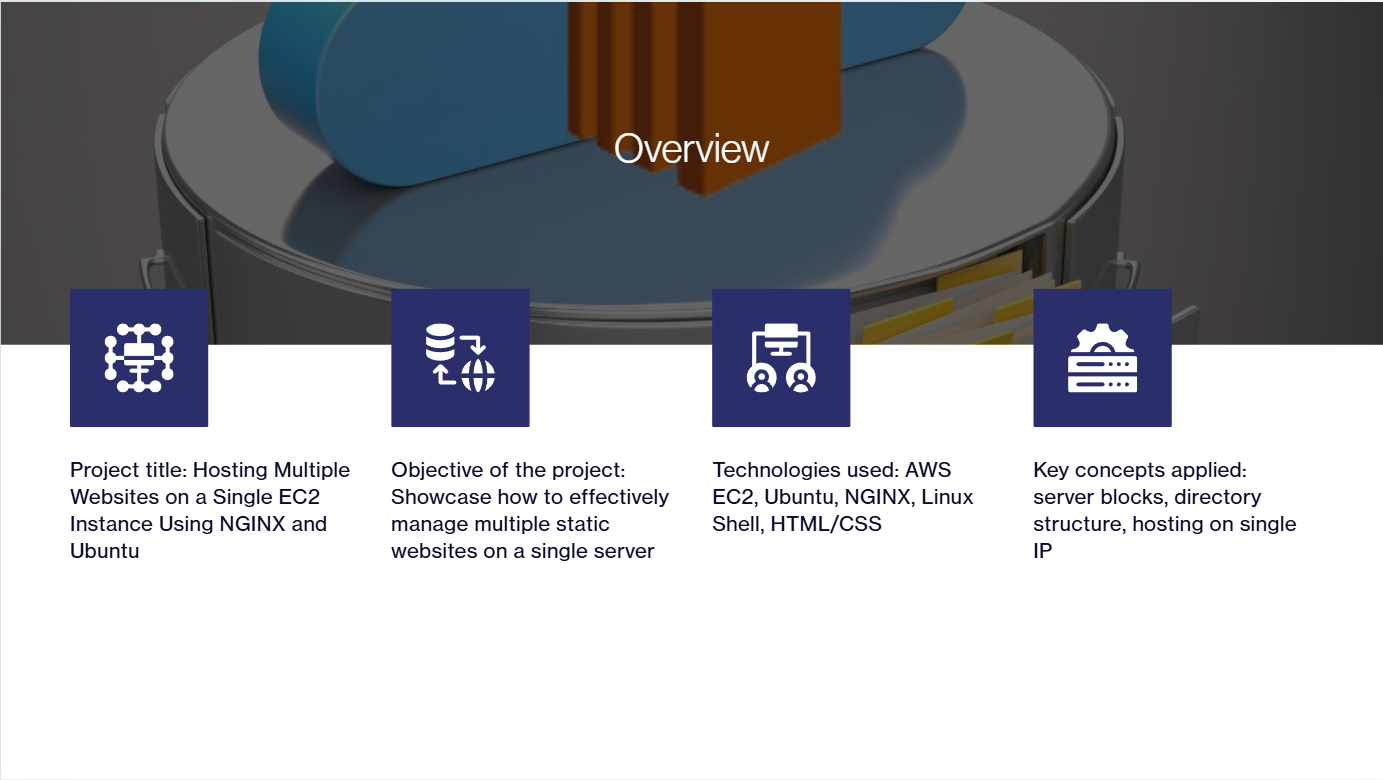 Overview
Project title: Hosting Multiple
Websites on a Single EC2
Instance Using NGINX and
Ubuntu
Objective of the project:
Showcase how to effectively
manage multiple static
websites on a single server
Technologies used: AWS
EC2, Ubuntu, NGINX, Linux
Shell, HTML/CSS
Key concepts applied:
server blocks, directory
structure, hosting on single
IP